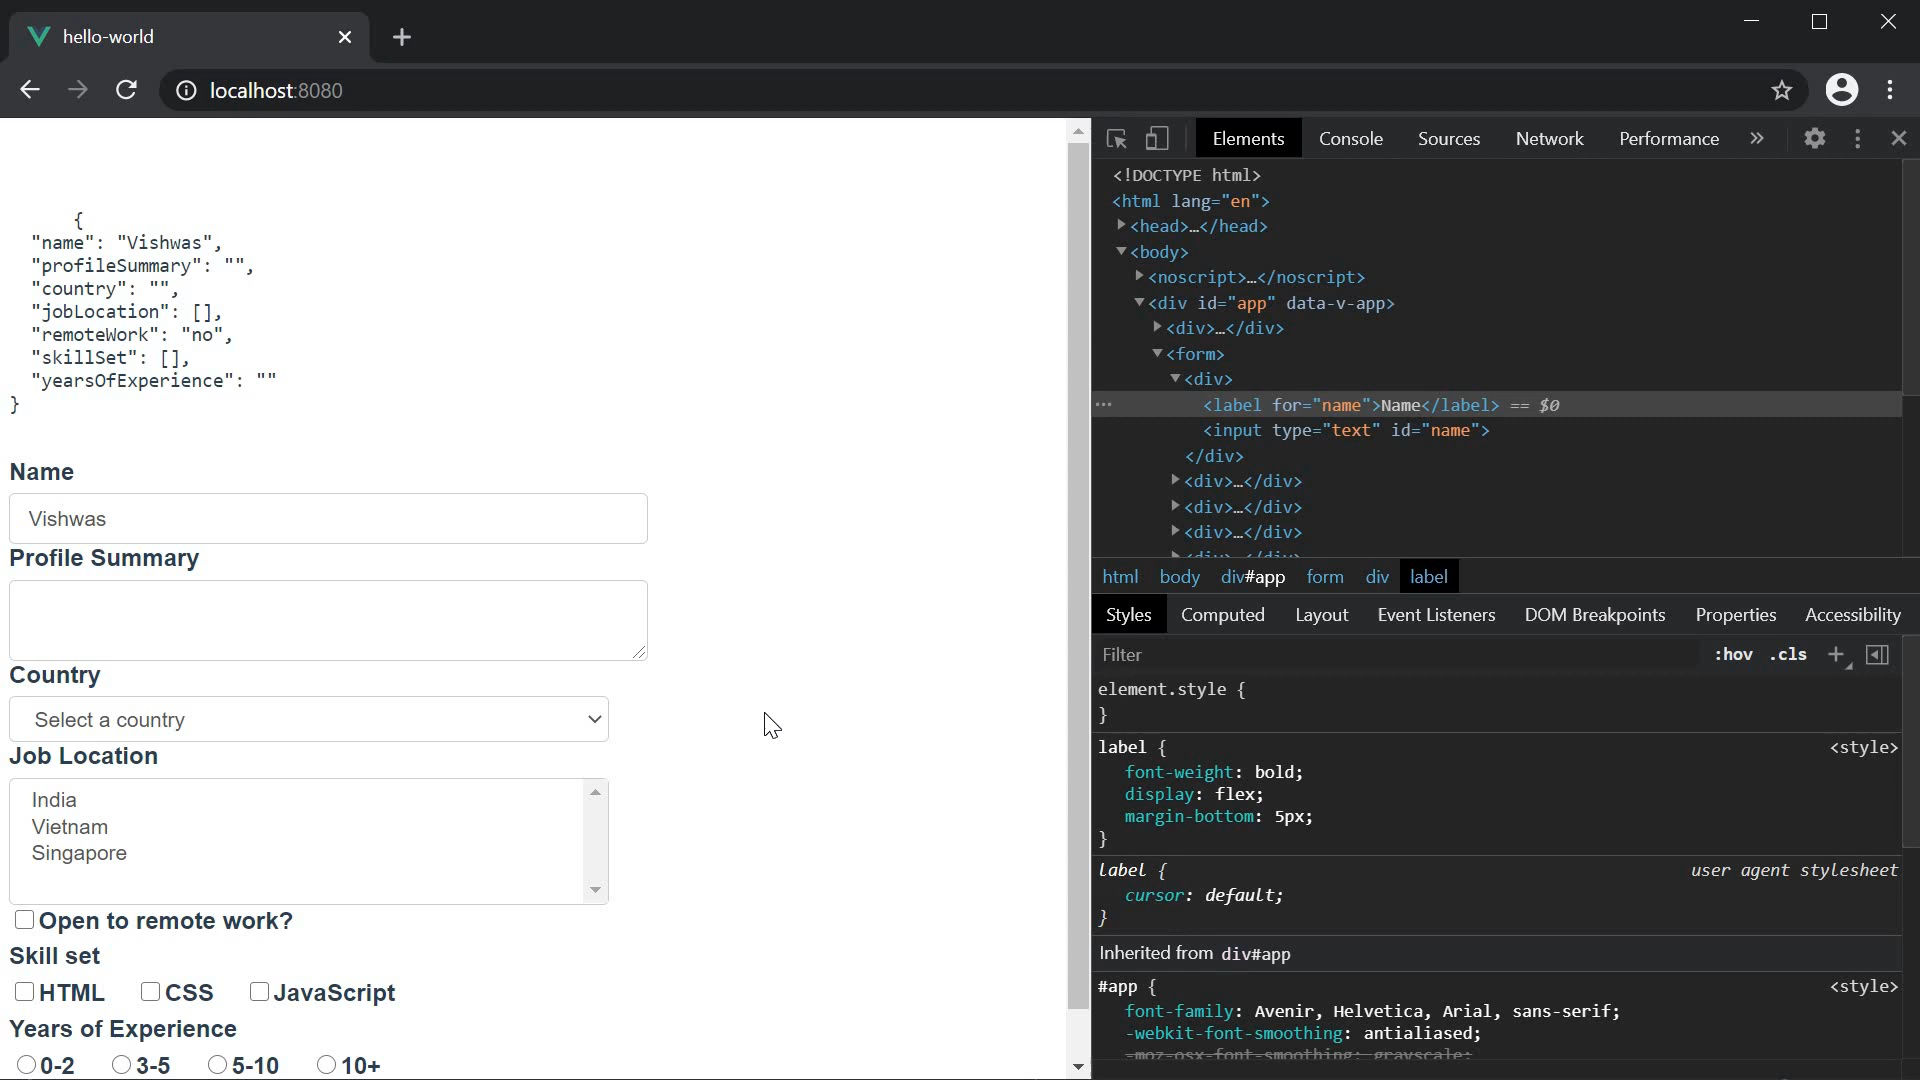 hello-world
localhost:8080
{
"name": "Vishwas",
"profileSummary": "",
"country": "",
"jobLocation": [],
"remoteWork": "no",
"skillSet": [],
"yearsOfExperience": ""
}
Name
Vishwas
Profile Summary
Country
Select a country
Job Location
India
Vietnam
Singapore
Open to remote work?
Skill set
HTML CSS JavaScript
Years of Experience
0-2 3-5 5-10 10+
Elements Console Sources Network Performance »
<!DOCTYPE html>
<html lang="en">
<head>…</head>
<body>
<noscript>…</noscript>
<div id="app" data-v-app>
<div>…</div>
<form>
<div>
<label for="name">Name</label> == $0
<input type="text" id="name">
</div>
<div>…</div>
<div>…</div>
<div>…</div>
<div>…</div>
html body div#app form div label
Styles Computed Layout Event Listeners DOM Breakpoints Properties Accessibility
Filter :hov .cls +
element.style {
}
label { <style>
font-weight: bold;
display: flex;
margin-bottom: 5px;
}
label { user agent stylesheet
cursor: default;
}
Inherited from div#app
#app { <style>
font-family: Avenir, Helvetica, Arial, sans-serif;
-webkit-font-smoothing: antialiased;
-moz-osx-font-smoothing: grayscale;